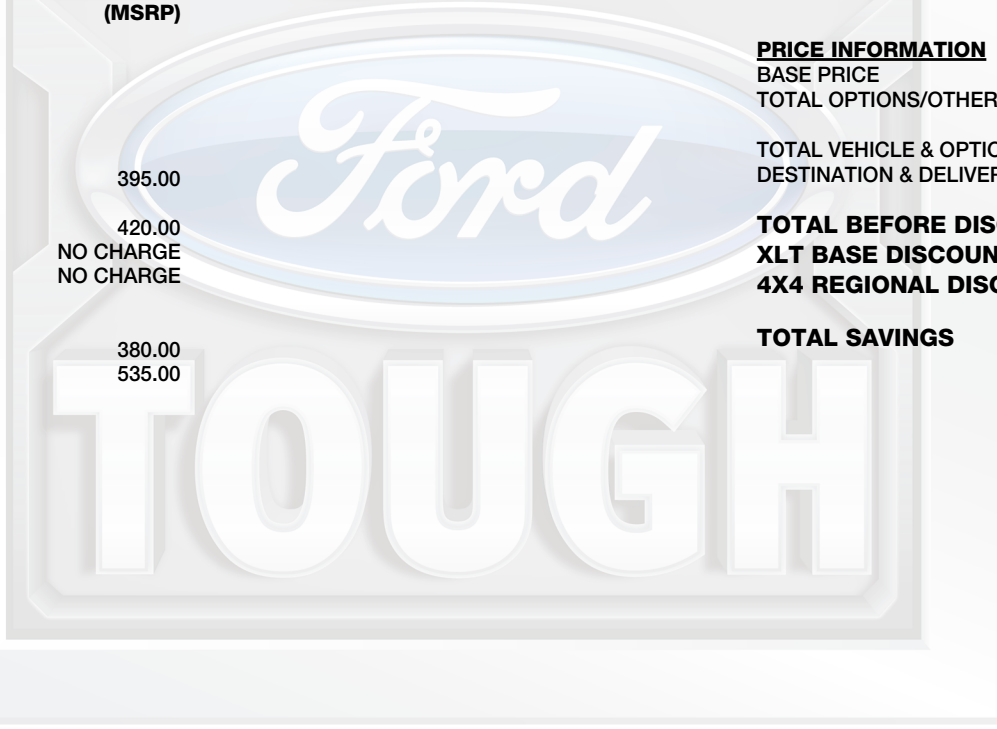 (MSRP)
395.00
420.00
NO CHARGE
NO CHARGE
380.00
535.00
PRICE INFORMATION
BASE PRICE
TOTAL OPTIONS/OTHER
TOTAL VEHICLE & OPTIO
DESTINATION & DELIVER
TOTAL BEFORE DISC
XLT BASE DISCOUN
4X4 REGIONAL DISC
TOTAL SAVINGS
Ford
TOUGH